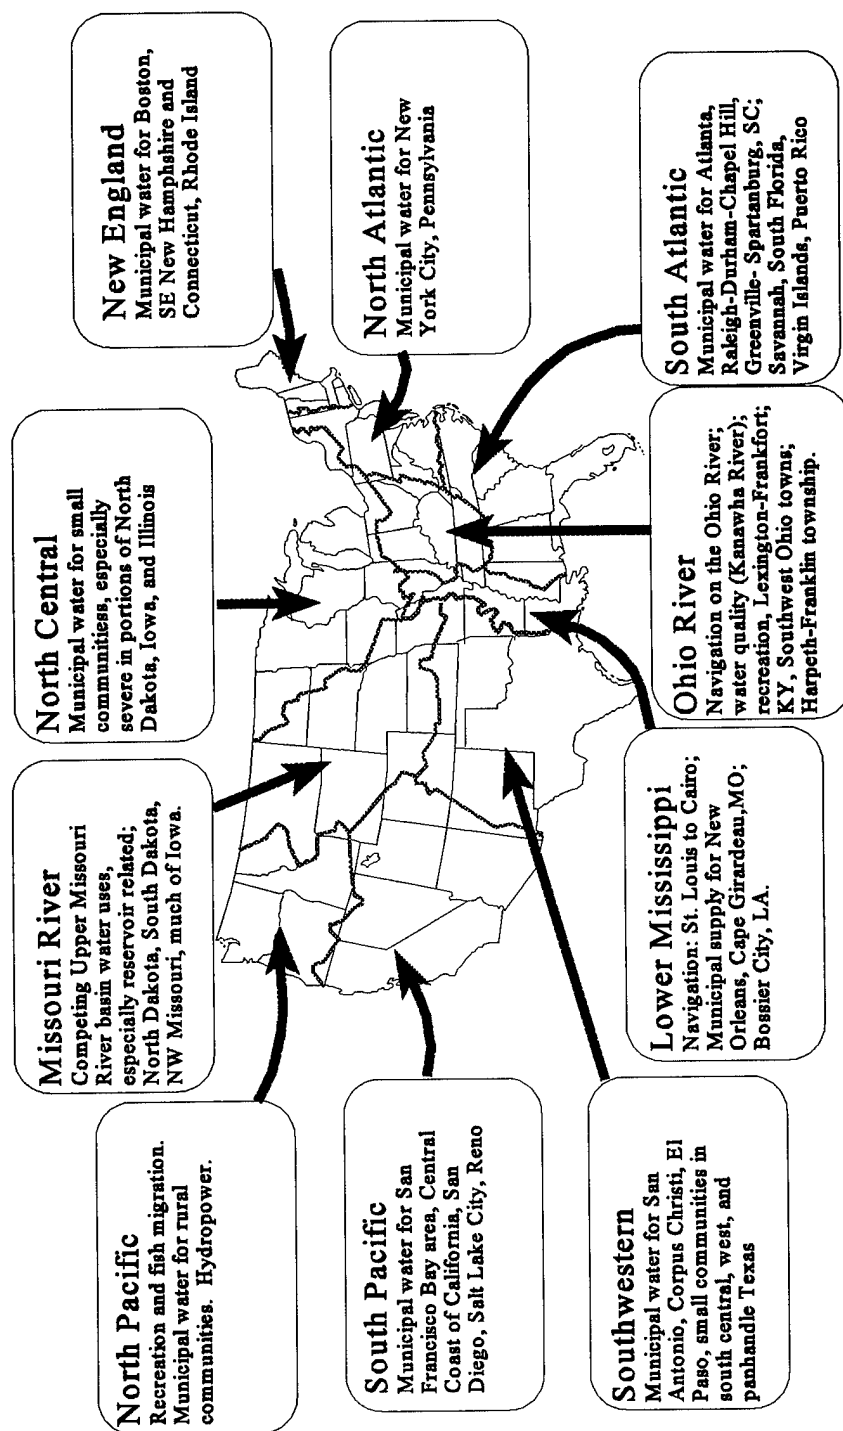 North Pacific
Recreation and fish migration.
Municipal water for rural
communities. Hydropower.
Missouri River
Competing Upper Missouri
River basin water uses,
especially reservoir related;
North Dakota, South Dakota,
NW Missouri, much of Iowa.
North Central
Municipal water for small
communitiess, especially
severe in portions of North
Dakota, Iowa, and Illinois
New England
Municipal water for Boston,
SE New Hamphshire and
Connecticut, Rhode Island
South Pacific
Municipal water for San
Francisco Bay area, Central
Coast of California, San
Diego, Salt Lake City, Reno
North Atlantic
Municipal water for New
York City, Pennsylvania
Southwestern
Municipal water for San
Antonio, Corpus Christi, El
Paso, small communities in
south central, west, and
panhandle Texas
Lower Mississippi
Navigation: St. Louis to Cairo;
Municipal supply for New
Orleans, Cape Girardeau,MO;
Bossier City, LA.
Ohio River
Navigation on the Ohio River;
water quality (Kanawha River);
recreation, Lexington-Frankfort;
KY, Southwest Ohio towns;
Harpeth-Franklin township.
South Atlantic
Municipal water for Atlanta,
Raleigh-Durham-Chapel Hill,
Greenville- Spartanburg, SC;
Savannah, South Florida,
Virgin Islands, Puerto Rico